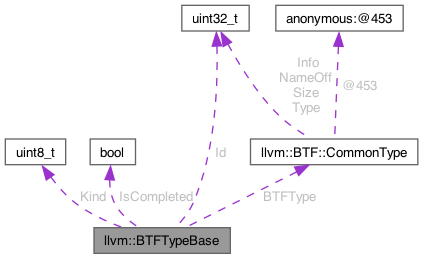 uint32_t
anonymous:@453
Info
NameOff
Size
Type
@453
uint8_t
bool
Id
llvm::BTF::CommonType
Kind
IsCompleted
BTFType
llvm::BTFTypeBase